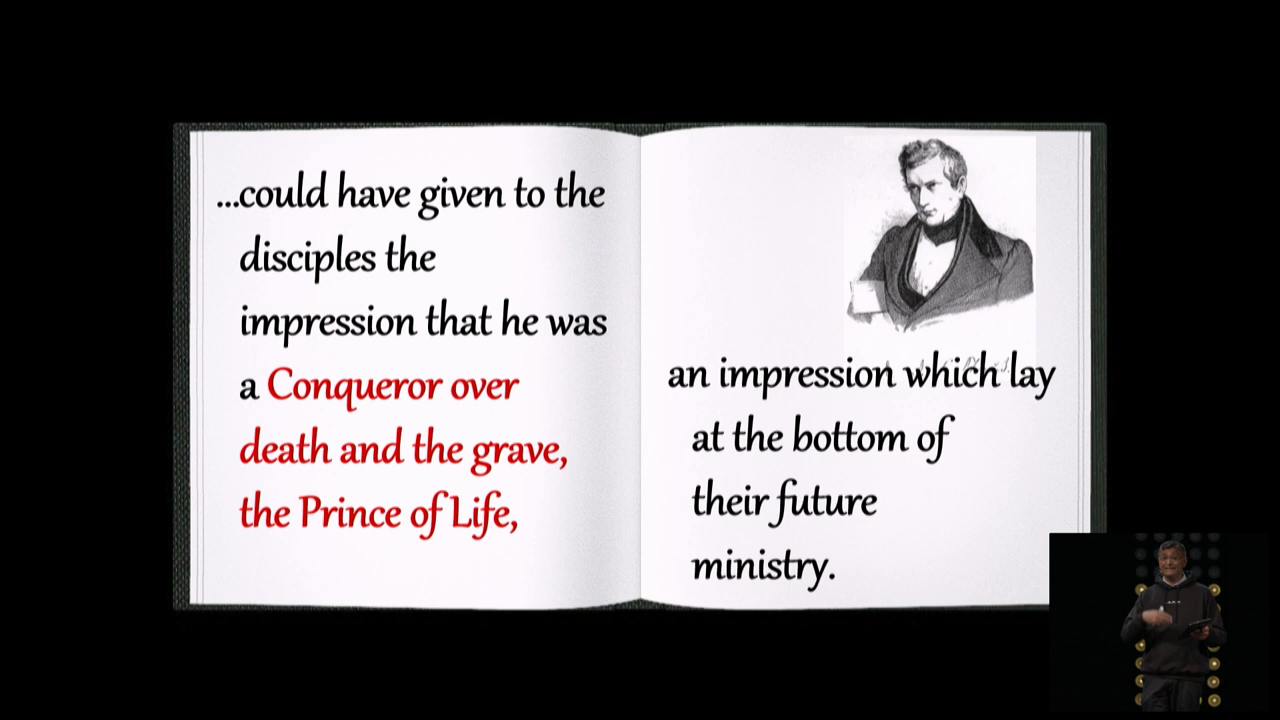 ...could have given to the
disciples the
impression that he was
a Conqueror over
death and the grave,
the Prince of Life,
an impression which lay
at the bottom of
their future
ministry.